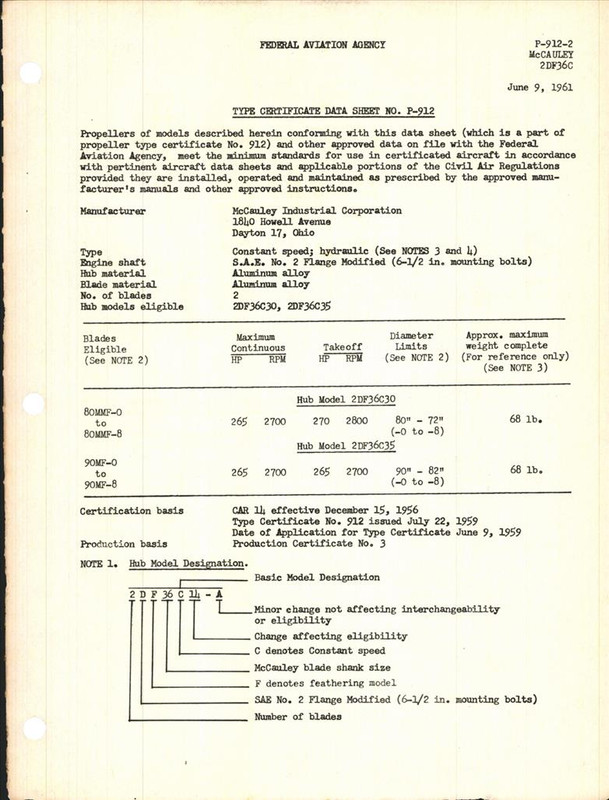 FEDERAL AVIATION AGENCY
P-912-2
McCAULEY
2DF36C
June 9, 1961
TYPE CERTIFICATE DATA SHEET NO. P-912
Propellers of models described herein conforming with this data sheet (which is a part of
propeller type certificate No. 912) and other approved data on file with the Federal
Aviation Agency, meet the minimum standards for use in certificated aircraft in accordance
with pertinent aircraft data sheets and applicable portions of the Civil Air Regulations
provided they are installed, operated and maintained as prescribed by the approved manu-
facturer's manuals and other approved instructions.
Manufacturer McCauley Industrial Corporation
1840 Howell Avenue
Dayton 17, Ohio
Type Constant speed; hydraulic (See NOTES 3 and 4)
Engine shaft S.A.E. No. 2 Flange Modified (6-1/2 in. mounting bolts)
Hub material Aluminum alloy
Blade material Aluminum alloy
No. of blades 2
Hub models eligible 2DF36C30, 2DF36C35
Blades Maximum Diameter Approx. maximum
Eligible Continuous Takeoff Limits weight complete
(See NOTE 2) HP RPM HP RPM (See NOTE 2) (For reference only)
(See NOTE 3)
Hub Model 2DF36C30
80MMF-0
to 265 2700 270 2800 80" - 72" 68 lb.
80MMF-8 (-0 to -8)
Hub Model 2DF36C35
90MF-0
to 265 2700 265 2700 90" - 82" 68 lb.
90MF-8 (-0 to -8)
Certification basis CAR 14 effective December 15, 1956
Type Certificate No. 912 issued July 22, 1959
Date of Application for Type Certificate June 9, 1959
Production basis Production Certificate No. 3
NOTE 1. Hub Model Designation.
Basic Model Designation
2 D F 36 C 14 - A
Minor change not affecting interchangeability
or eligibility
Change affecting eligibility
C denotes Constant speed
McCauley blade shank size
F denotes feathering model
SAE No. 2 Flange Modified (6-1/2 in. mounting bolts)
Number of blades